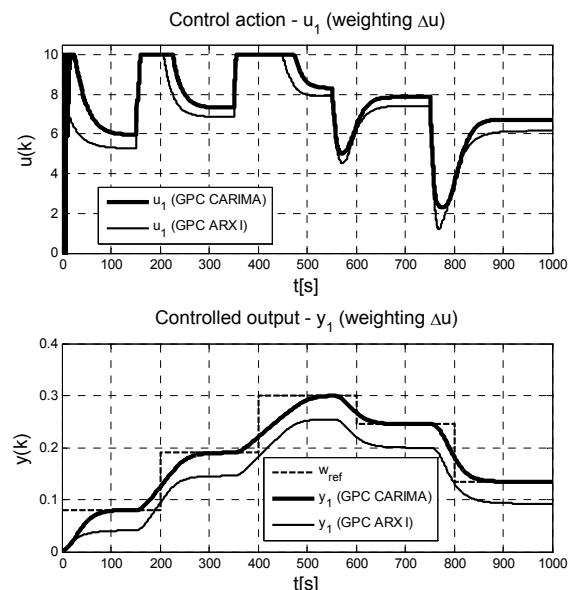 Control action - u1 (weighting Δu)
10
8
6
4
2
0
u(k)
u1 (GPC CARIMA)
u1 (GPC ARX I)
0 100 200 300 400 500 600 700 800 900 1000
t[s]
Controlled output - y1 (weighting Δu)
0.4
0.3
0.2
0.1
0
y(k)
wref
y1 (GPC CARIMA)
y1 (GPC ARX I)
0 100 200 300 400 500 600 700 800 900 1000
t[s]